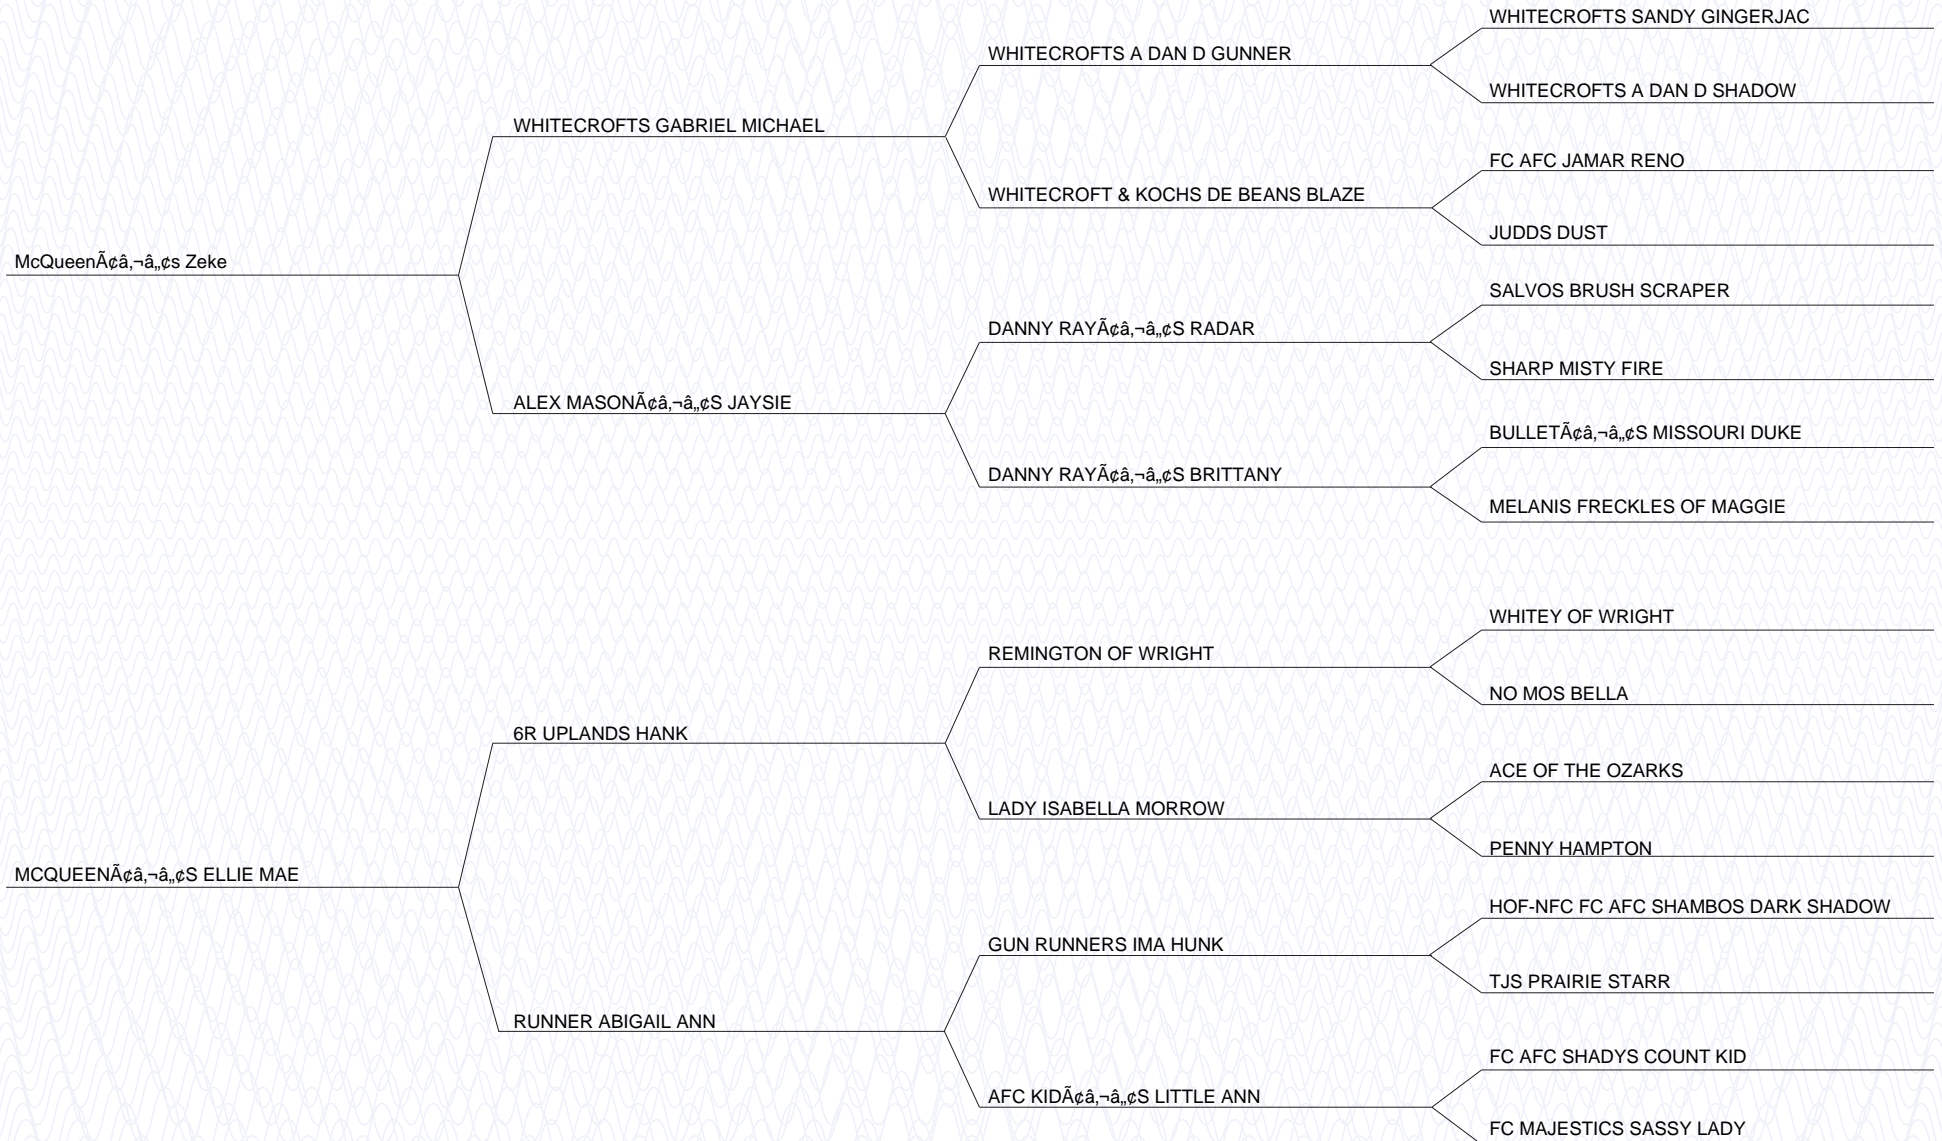 WHITECROFTS SANDY GINGERJAC
WHITECROFTS A DAN D GUNNER
WHITECROFTS A DAN D SHADOW
WHITECROFTS GABRIEL MICHAEL
FC AFC JAMAR RENO
WHITECROFT & KOCHS DE BEANS BLAZE
JUDDS DUST
McQueenÃ¢â‚¬â„¢s Zeke
SALVOS BRUSH SCRAPER
DANNY RAYÃ¢â‚¬â„¢S RADAR
SHARP MISTY FIRE
ALEX MASONÃ¢â‚¬â„¢S JAYSIE
BULLETÃ¢â‚¬â„¢S MISSOURI DUKE
DANNY RAYÃ¢â‚¬â„¢S BRITTANY
MELANIS FRECKLES OF MAGGIE
WHITEY OF WRIGHT
REMINGTON OF WRIGHT
NO MOS BELLA
6R UPLANDS HANK
ACE OF THE OZARKS
LADY ISABELLA MORROW
PENNY HAMPTON
MCQUEENÃ¢â‚¬â„¢S ELLIE MAE
HOF-NFC FC AFC SHAMBOS DARK SHADOW
GUN RUNNERS IMA HUNK
TJS PRAIRIE STARR
RUNNER ABIGAIL ANN
FC AFC SHADYS COUNT KID
AFC KIDÃ¢â‚¬â„¢S LITTLE ANN
FC MAJESTICS SASSY LADY